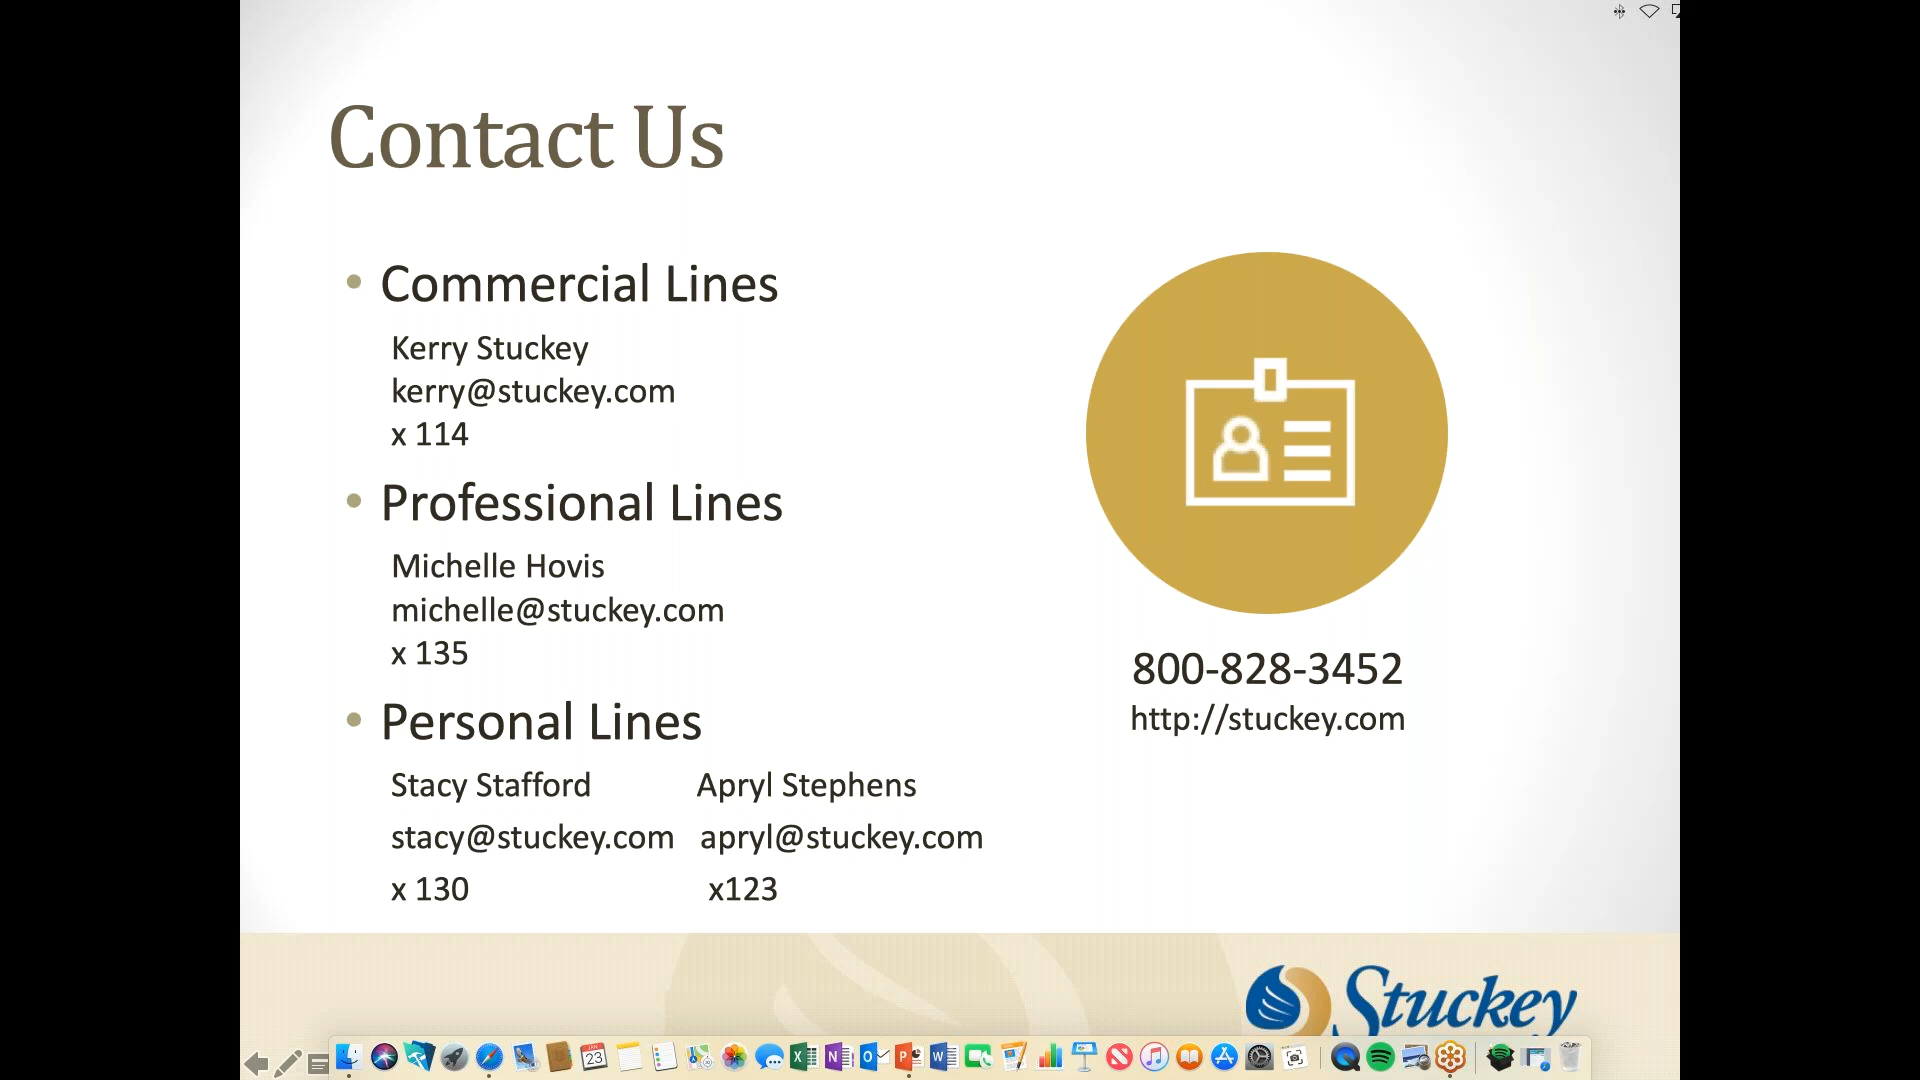 Contact Us
• Commercial Lines
Kerry Stuckey
kerry@stuckey.com
x 114
• Professional Lines
Michelle Hovis
michelle@stuckey.com
x 135
• Personal Lines
Stacy Stafford Apryl Stephens
stacy@stuckey.com apryl@stuckey.com
x 130 x123
800-828-3452
http://stuckey.com
Stuckey
JAN
23